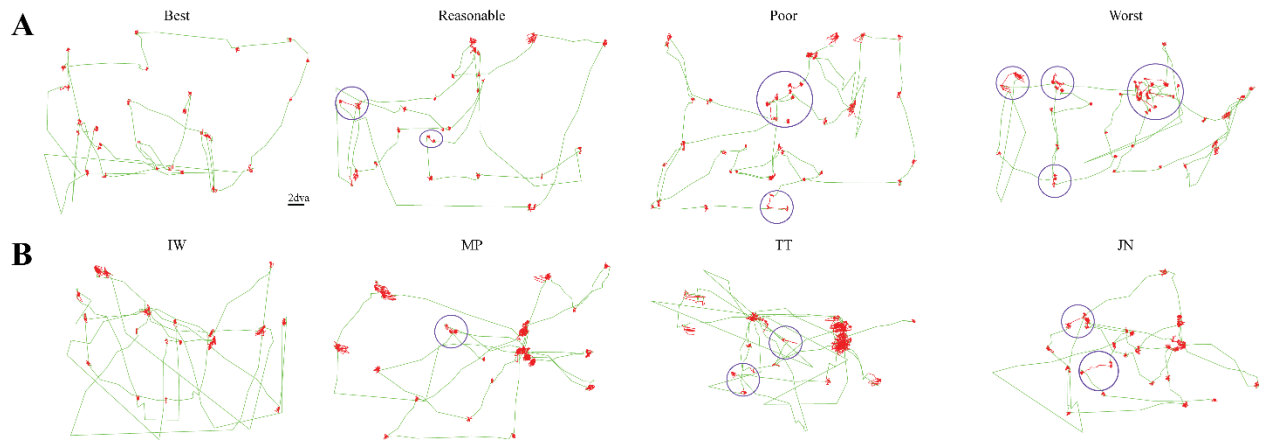 A
Best
Reasonable
Poor
Worst
2dva
B
IW
MP
TT
JN